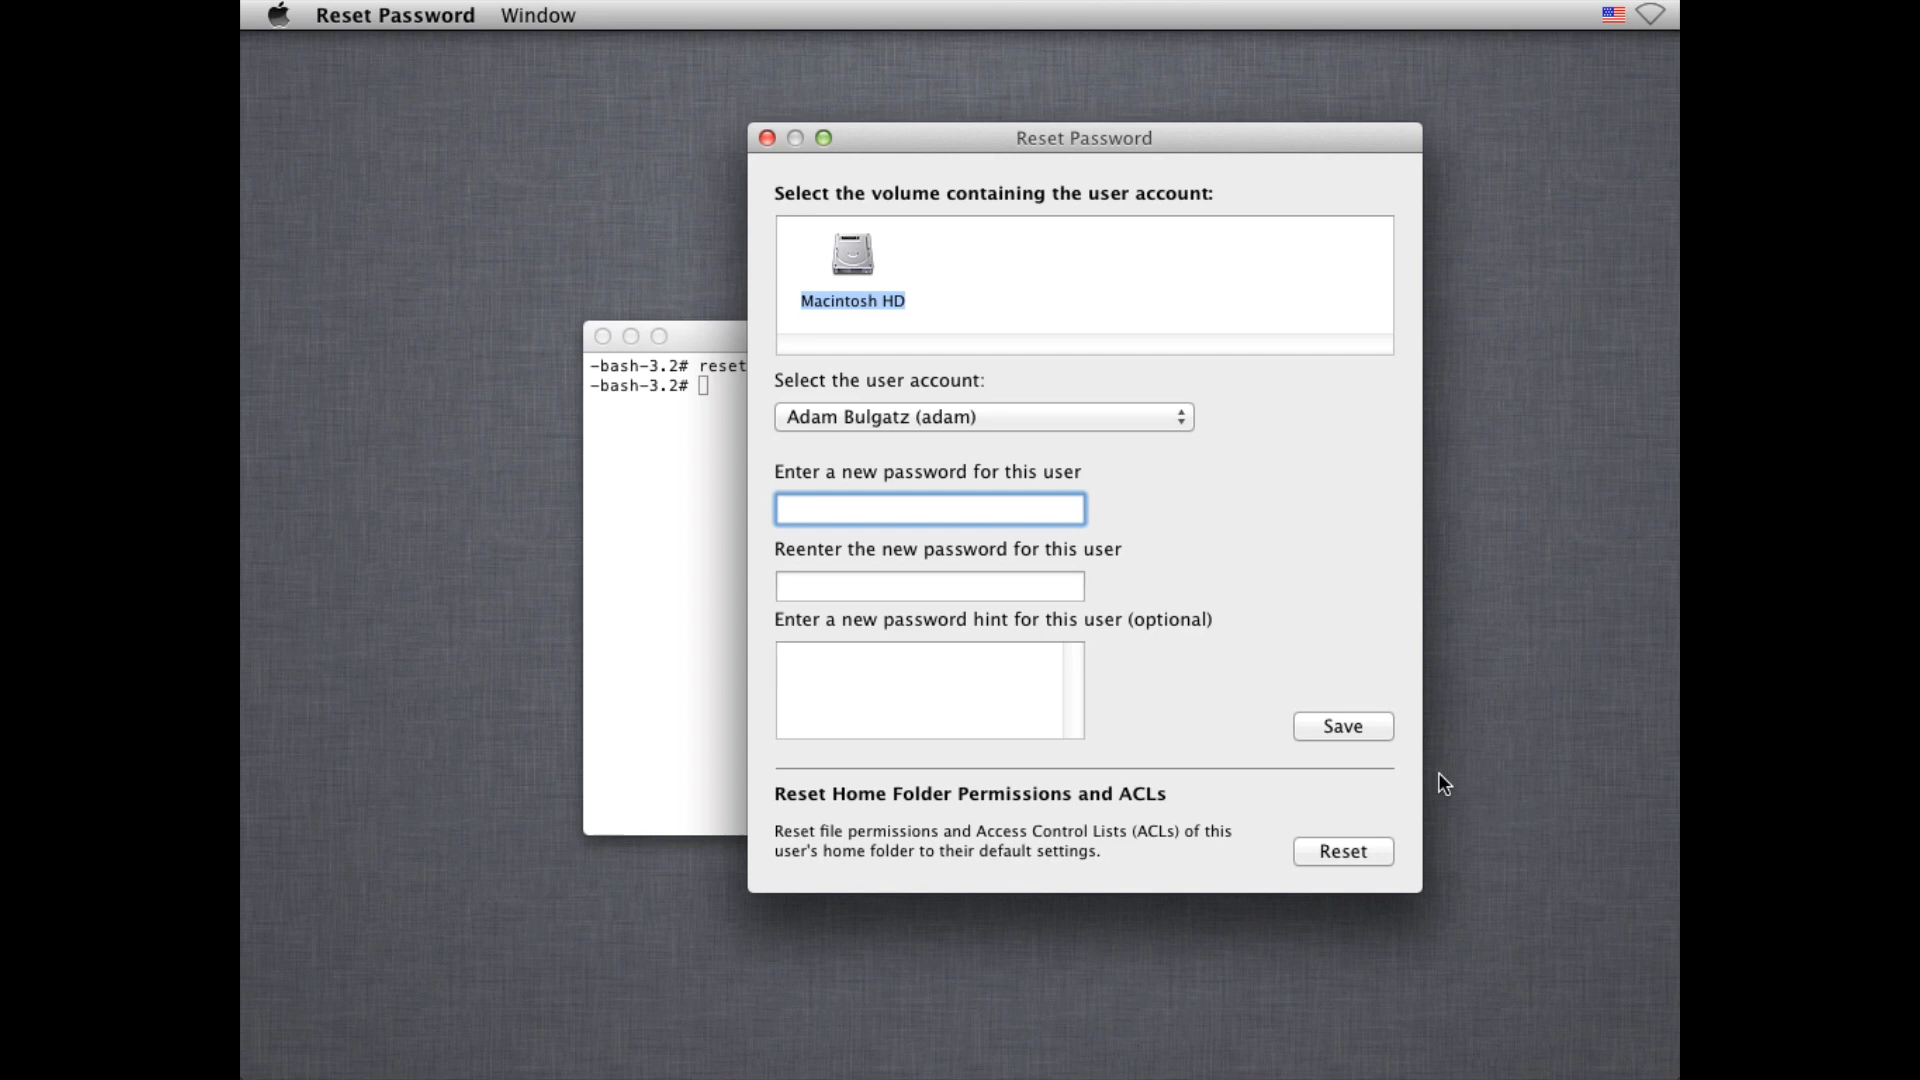 Reset Password Window
Reset Password
Select the volume containing the user account:
Macintosh HD
-bash-3.2# reset
-bash-3.2#
Select the user account:
Adam Bulgatz (adam)
Enter a new password for this user
Reenter the new password for this user
Enter a new password hint for this user (optional)
Save
Reset Home Folder Permissions and ACLs
Reset file permissions and Access Control Lists (ACLs) of this
user's home folder to their default settings.
Reset